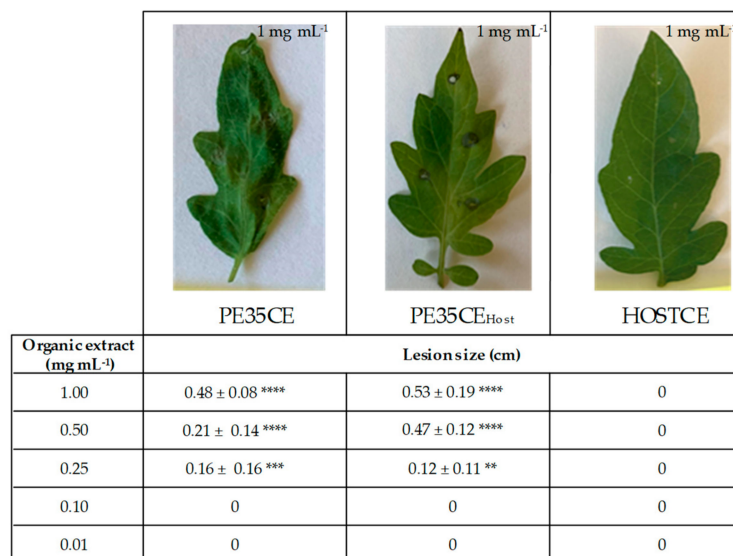 1 mg mL⁻¹ 1 mg mL⁻¹ 1 mg mL⁻¹
PE35CE PE35CEHost HOSTCE
Organic extract (mg mL⁻¹) Lesion size (cm)
1.00 0.48 ± 0.08 **** 0.53 ± 0.19 **** 0
0.50 0.21 ± 0.14 **** 0.47 ± 0.12 **** 0
0.25 0.16 ± 0.16 *** 0.12 ± 0.11 ** 0
0.10 0 0 0
0.01 0 0 0